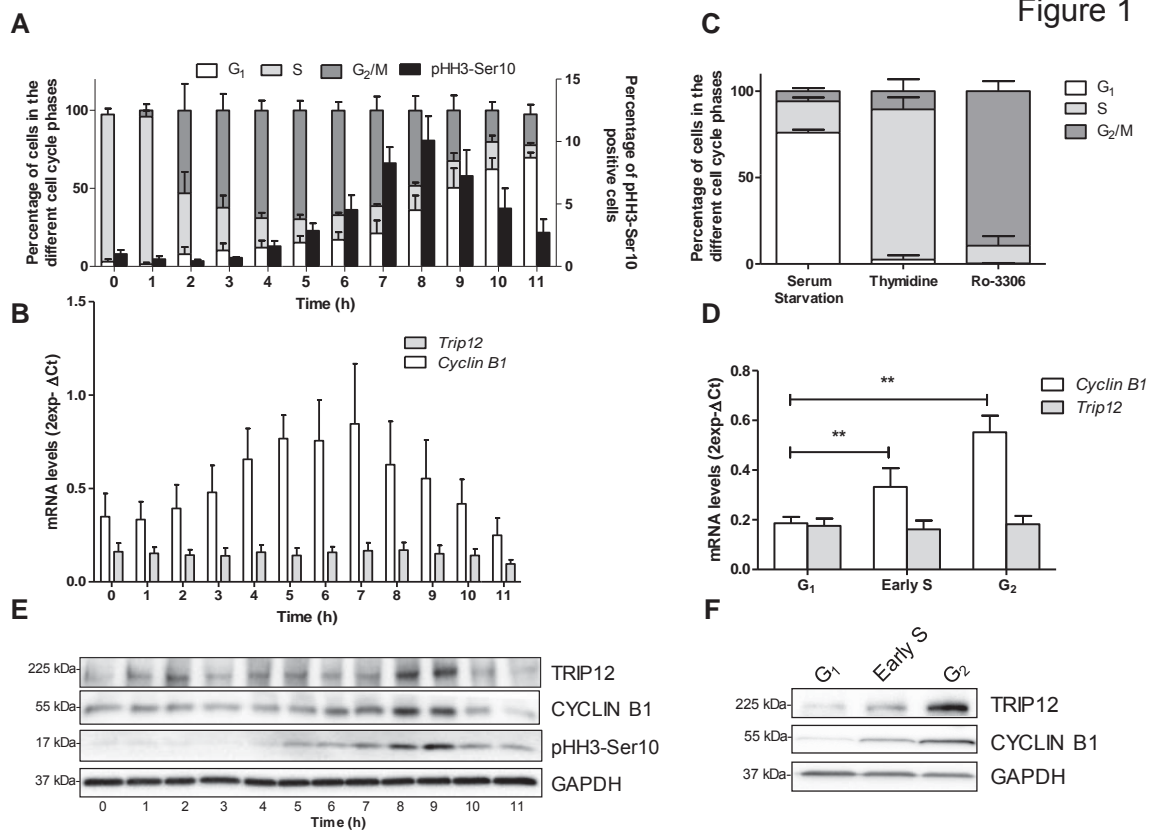 Figure 1
A
G1 S G2/M pHH3-Ser10
Percentage of cells in the
different cell cycle phases
100
50
0
15
10
5
0
Percentage of pHH3-Ser10
positive cells
0 1 2 3 4 5 6 7 8 9 10 11
Time (h)
B
mRNA levels (2exp- ΔCt)
1.5
1.0
0.5
0.0
Trip12
Cyclin B1
0 1 2 3 4 5 6 7 8 9 10 11
Time (h)
C
Percentage of cells in the
different cell cycle phases
100
50
0
G1
S
G2/M
Serum
Starvation
Thymidine
Ro-3306
D
mRNA levels (2exp-ΔCt)
0.8
0.6
0.4
0.2
0.0
**
**
Cyclin B1
Trip12
G1 Early S G2
E
225 kDa TRIP12
55 kDa CYCLIN B1
17 kDa pHH3-Ser10
37 kDa GAPDH
0 1 2 3 4 5 6 7 8 9 10 11
Time (h)
F
G1 Early S G2
225 kDa TRIP12
55 kDa CYCLIN B1
37 kDa GAPDH